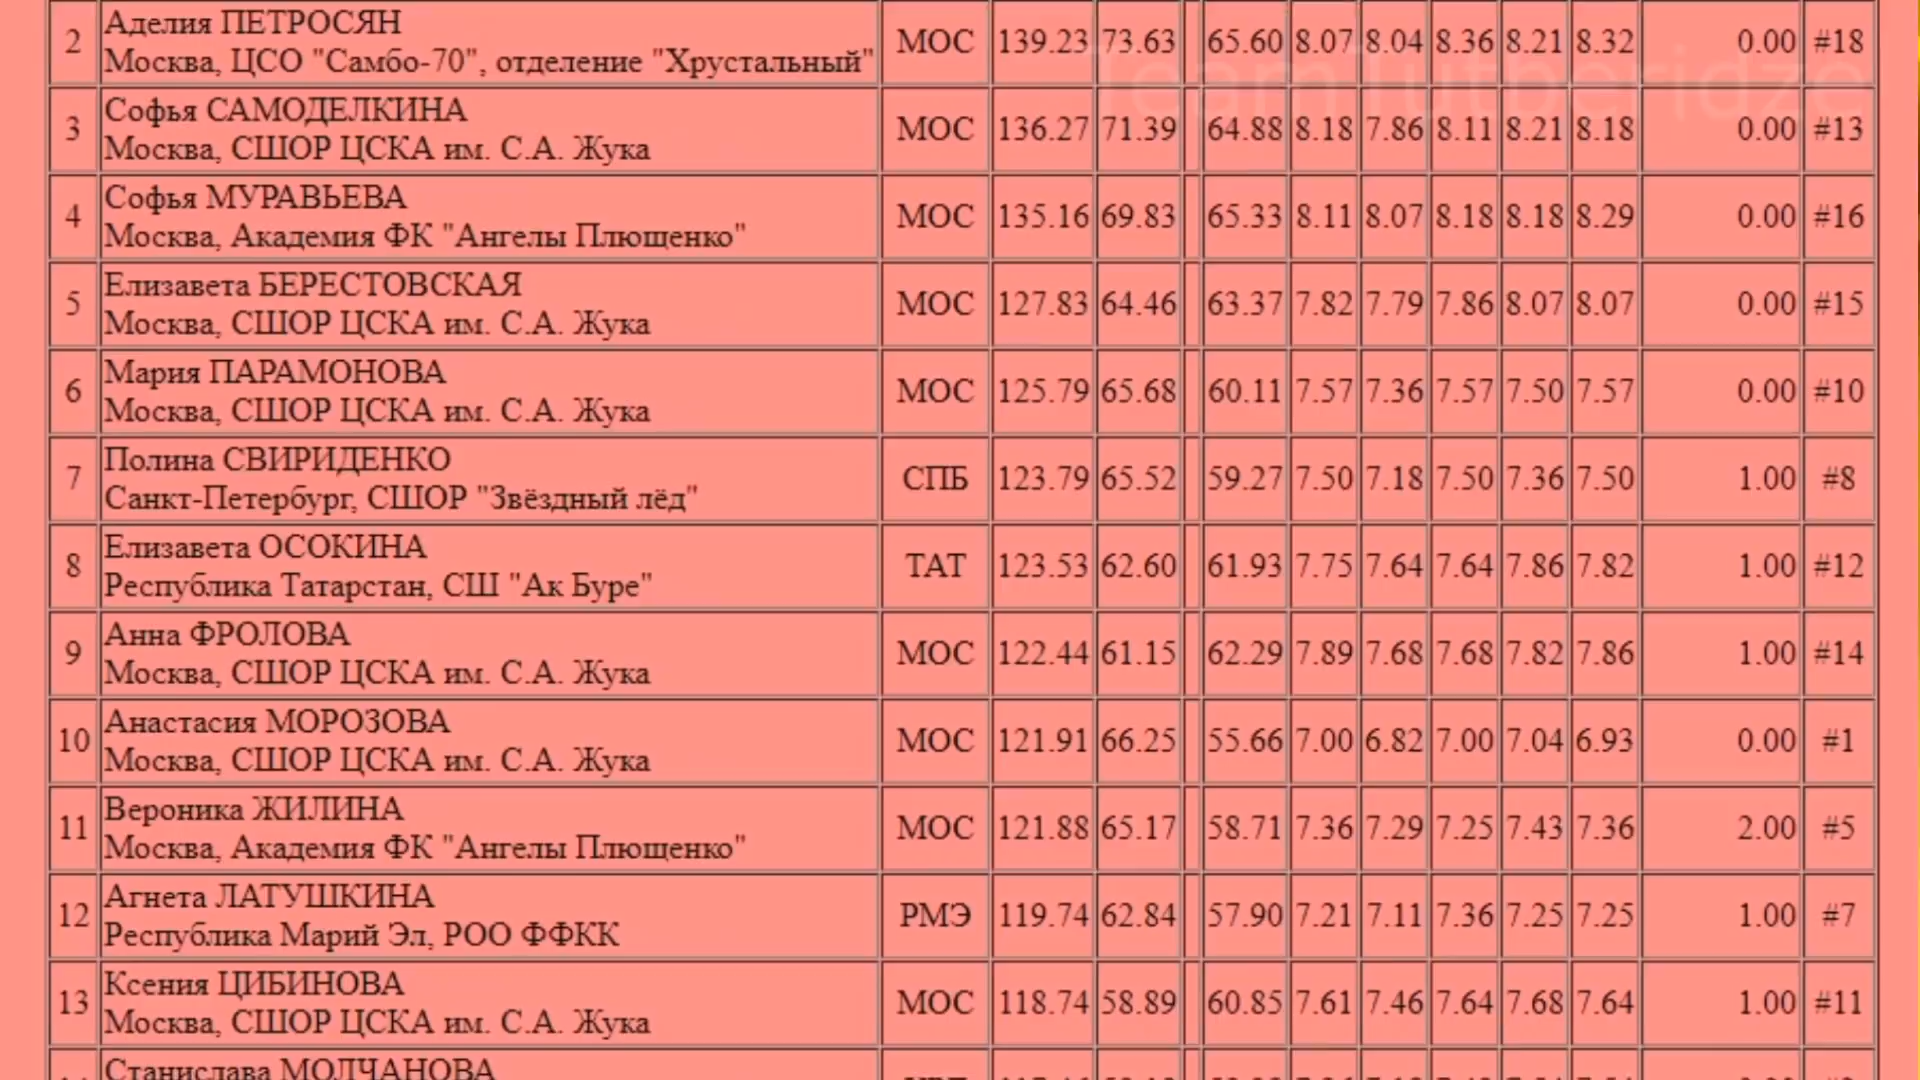 2 Аделия ПЕТРОСЯН МОС 139.23 73.63 65.60 8.07 8.04 8.36 8.21 8.32 0.00 #18
Москва, ЦСО "Самбо-70", отделение "Хрустальный"
TeamTutberidze
3 Софья САМОДЕЛКИНА МОС 136.27 71.39 64.88 8.18 7.86 8.11 8.21 8.18 0.00 #13
Москва, СШОР ЦСКА им. С.А. Жука
4 Софья МУРАВЬЕВА МОС 135.16 69.83 65.33 8.11 8.07 8.18 8.18 8.29 0.00 #16
Москва, Академия ФК "Ангелы Плющенко"
5 Елизавета БЕРЕСТОВСКАЯ МОС 127.83 64.46 63.37 7.82 7.79 7.86 8.07 8.07 0.00 #15
Москва, СШОР ЦСКА им. С.А. Жука
6 Мария ПАРАМОНОВА МОС 125.79 65.68 60.11 7.57 7.36 7.57 7.50 7.57 0.00 #10
Москва, СШОР ЦСКА им. С.А. Жука
7 Полина СВИРИДЕНКО СПБ 123.79 65.52 59.27 7.50 7.18 7.50 7.36 7.50 1.00 #8
Санкт-Петербург, СШОР "Звёздный лёд"
8 Елизавета ОСОКИНА ТАТ 123.53 62.60 61.93 7.75 7.64 7.64 7.86 7.82 1.00 #12
Республика Татарстан, СШ "Ак Буре"
9 Анна ФРОЛОВА МОС 122.44 61.15 62.29 7.89 7.68 7.68 7.82 7.86 1.00 #14
Москва, СШОР ЦСКА им. С.А. Жука
10 Анастасия МОРОЗОВА МОС 121.91 66.25 55.66 7.00 6.82 7.00 7.04 6.93 0.00 #1
Москва, СШОР ЦСКА им. С.А. Жука
11 Вероника ЖИЛИНА МОС 121.88 65.17 58.71 7.36 7.29 7.25 7.43 7.36 2.00 #5
Москва, Академия ФК "Ангелы Плющенко"
12 Агнета ЛАТУШКИНА РМЭ 119.74 62.84 57.90 7.21 7.11 7.36 7.25 7.25 1.00 #7
Республика Марий Эл, РОО ФФКК
13 Ксения ЦИБИНОВА МОС 118.74 58.89 60.85 7.61 7.46 7.64 7.68 7.64 1.00 #11
Москва, СШОР ЦСКА им. С.А. Жука
Станислава МОЛЧАНОВА